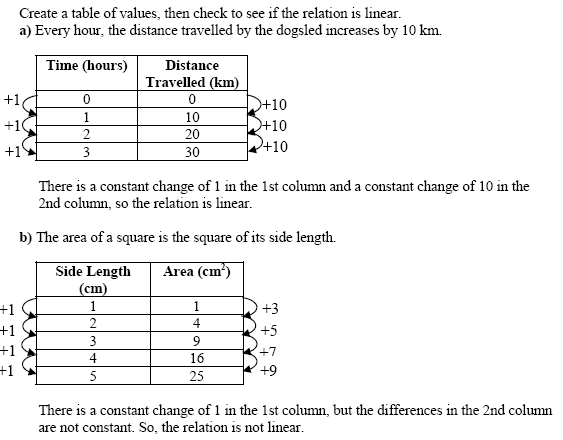 Create a table of values, then check to see if the relation is linear.
a) Every hour, the distance travelled by the dogsled increases by 10 km.
Time (hours) Distance
Travelled (km)
+1 0 0 +10
+1 1 10 +10
+1 2 20 +10
3 30
There is a constant change of 1 in the 1st column and a constant change of 10 in the
2nd column, so the relation is linear.
b) The area of a square is the square of its side length.
Side Length Area (cm²)
(cm)
+1 1 1 +3
+1 2 4 +5
+1 3 9 +7
+1 4 16 +9
5 25
There is a constant change of 1 in the 1st column, but the differences in the 2nd column
are not constant. So, the relation is not linear.